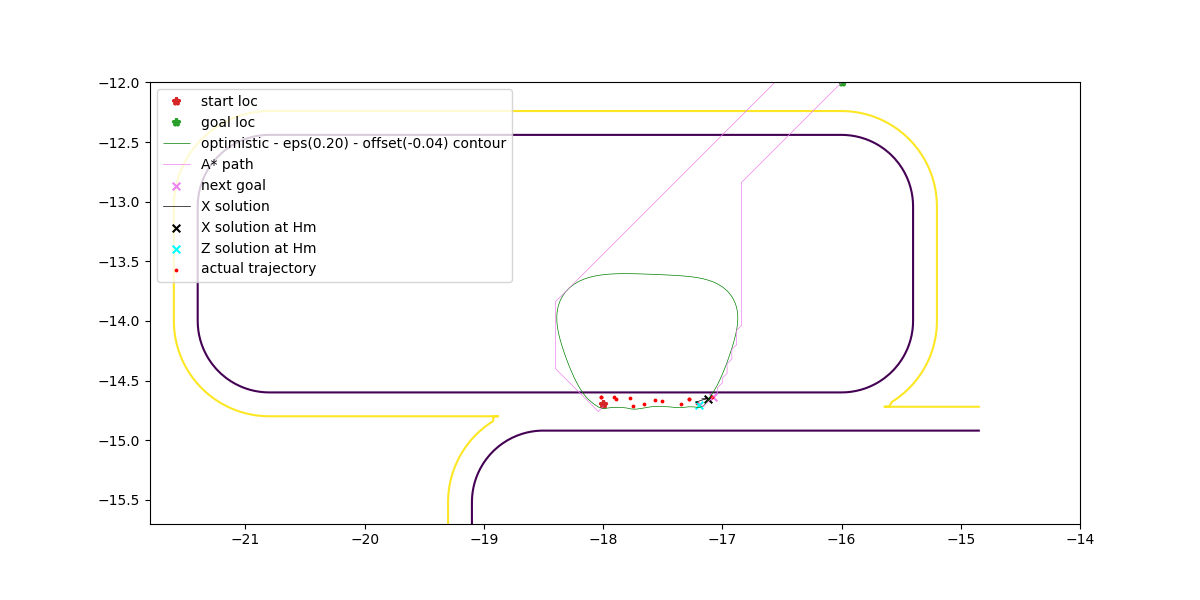 −12.0
−12.5
−13.0
−13.5
−14.0
−14.5
−15.0
−15.5
start loc
goal loc
optimistic - eps(0.20) - offset(-0.04) contour
A* path
next goal
X solution
X solution at Hm
Z solution at Hm
actual trajectory
−21 −20 −19 −18 −17 −16 −15 −14